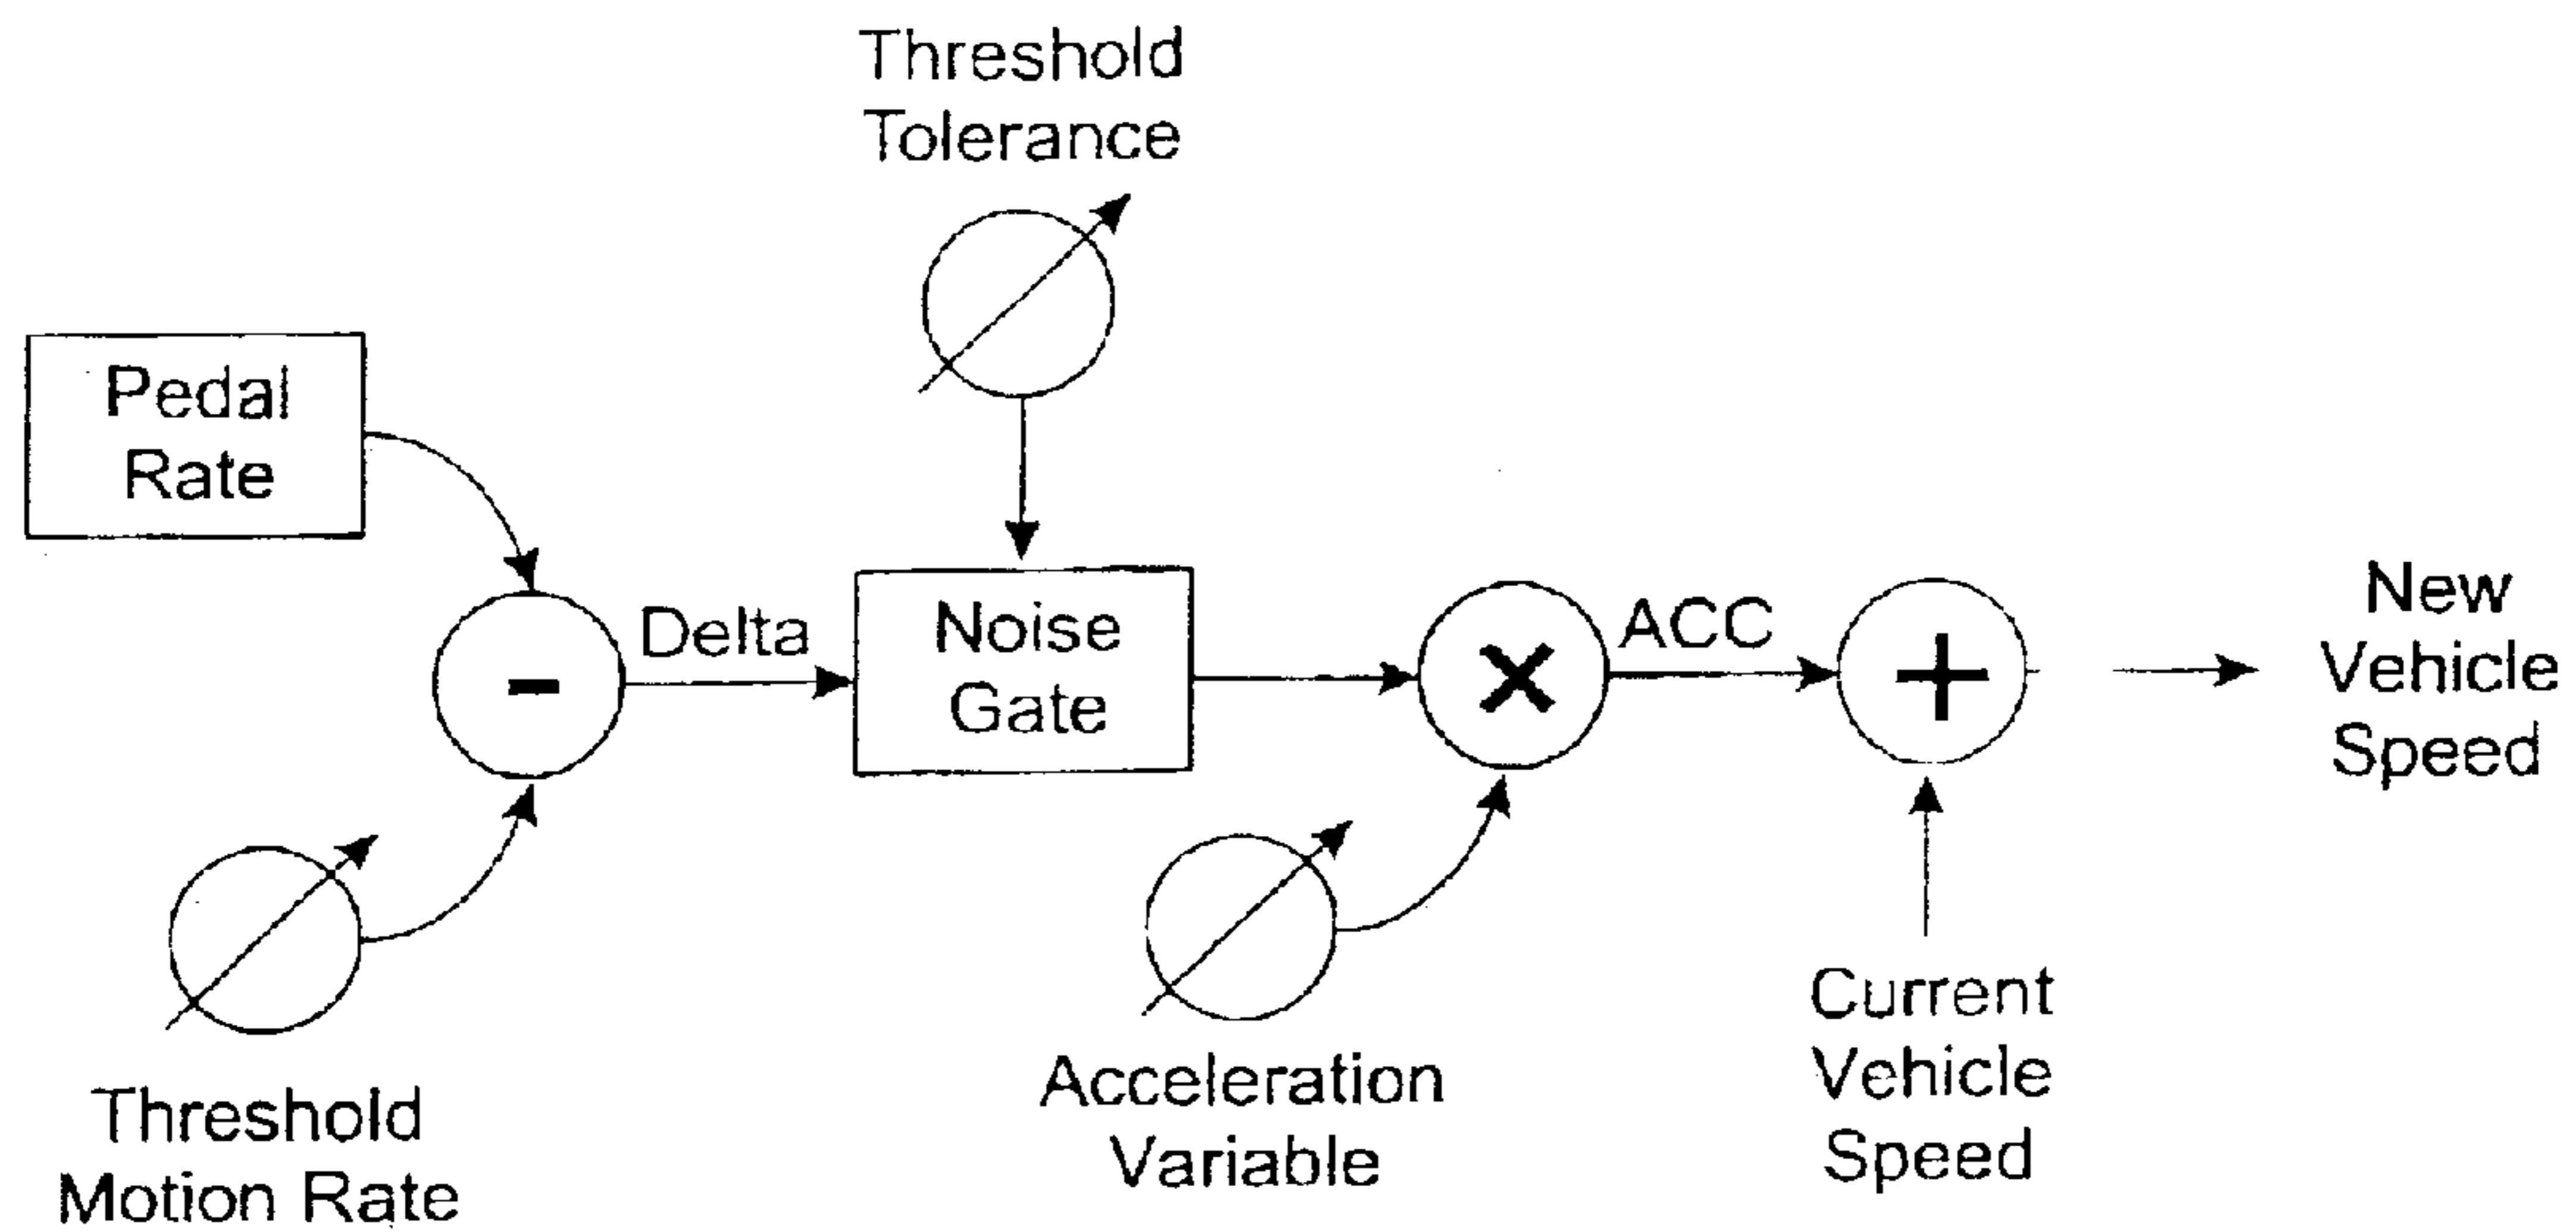 Threshold
Tolerance
Pedal
Rate
-
Delta
Noise
Gate
×
ACC
+
New
Vehicle
Speed
Threshold
Motion Rate
Acceleration
Variable
Current
Vehicle
Speed